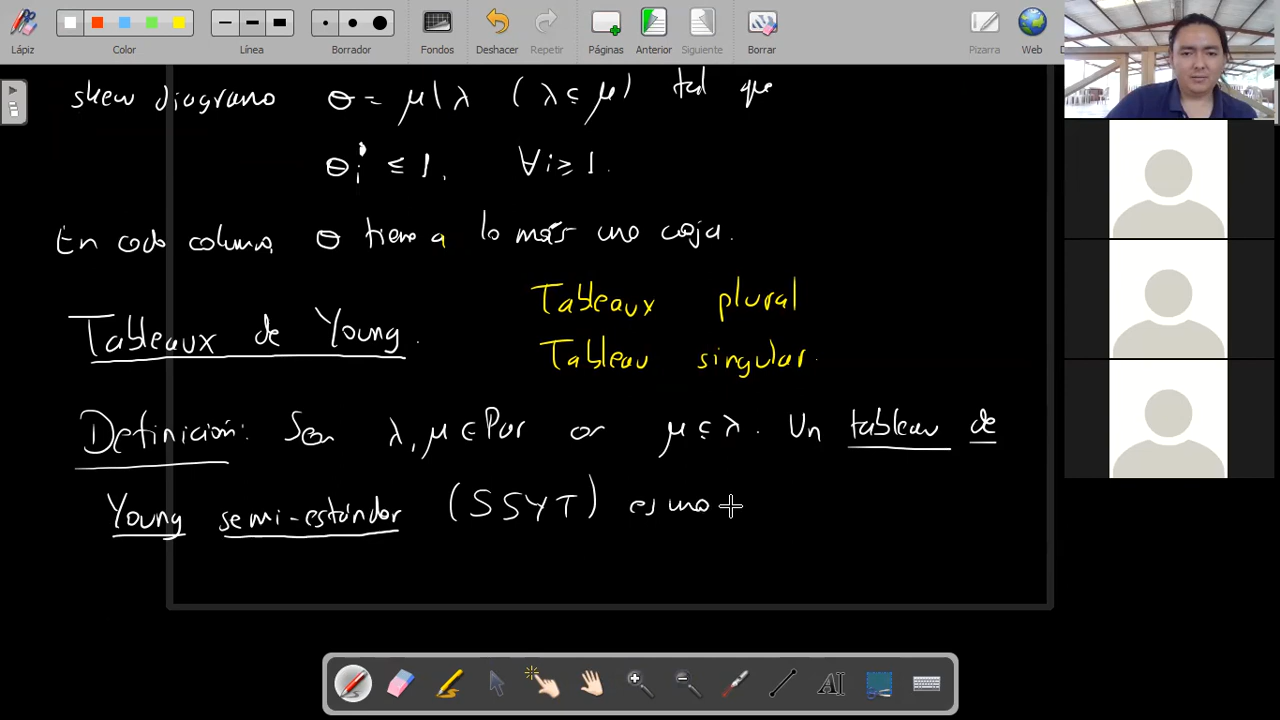 Lápiz Color Línea Borrador Fondos Deshacer Repetir Páginas Anterior Siguiente Borrar Pizarra Web
skew diagrama θ = μ \ λ ( λ ⊆ μ ) tal que
θi' ≤ 1. ∀ i ≥ 1.
En cada columna θ tiene a lo más una caja.
Tableaux plural
Tableaux de Young.
Tableau singular.
Definición: Sean λ, μ ∈ Par con μ ⊆ λ. Un tableau de
Young semi-estándar (SSYT) es una